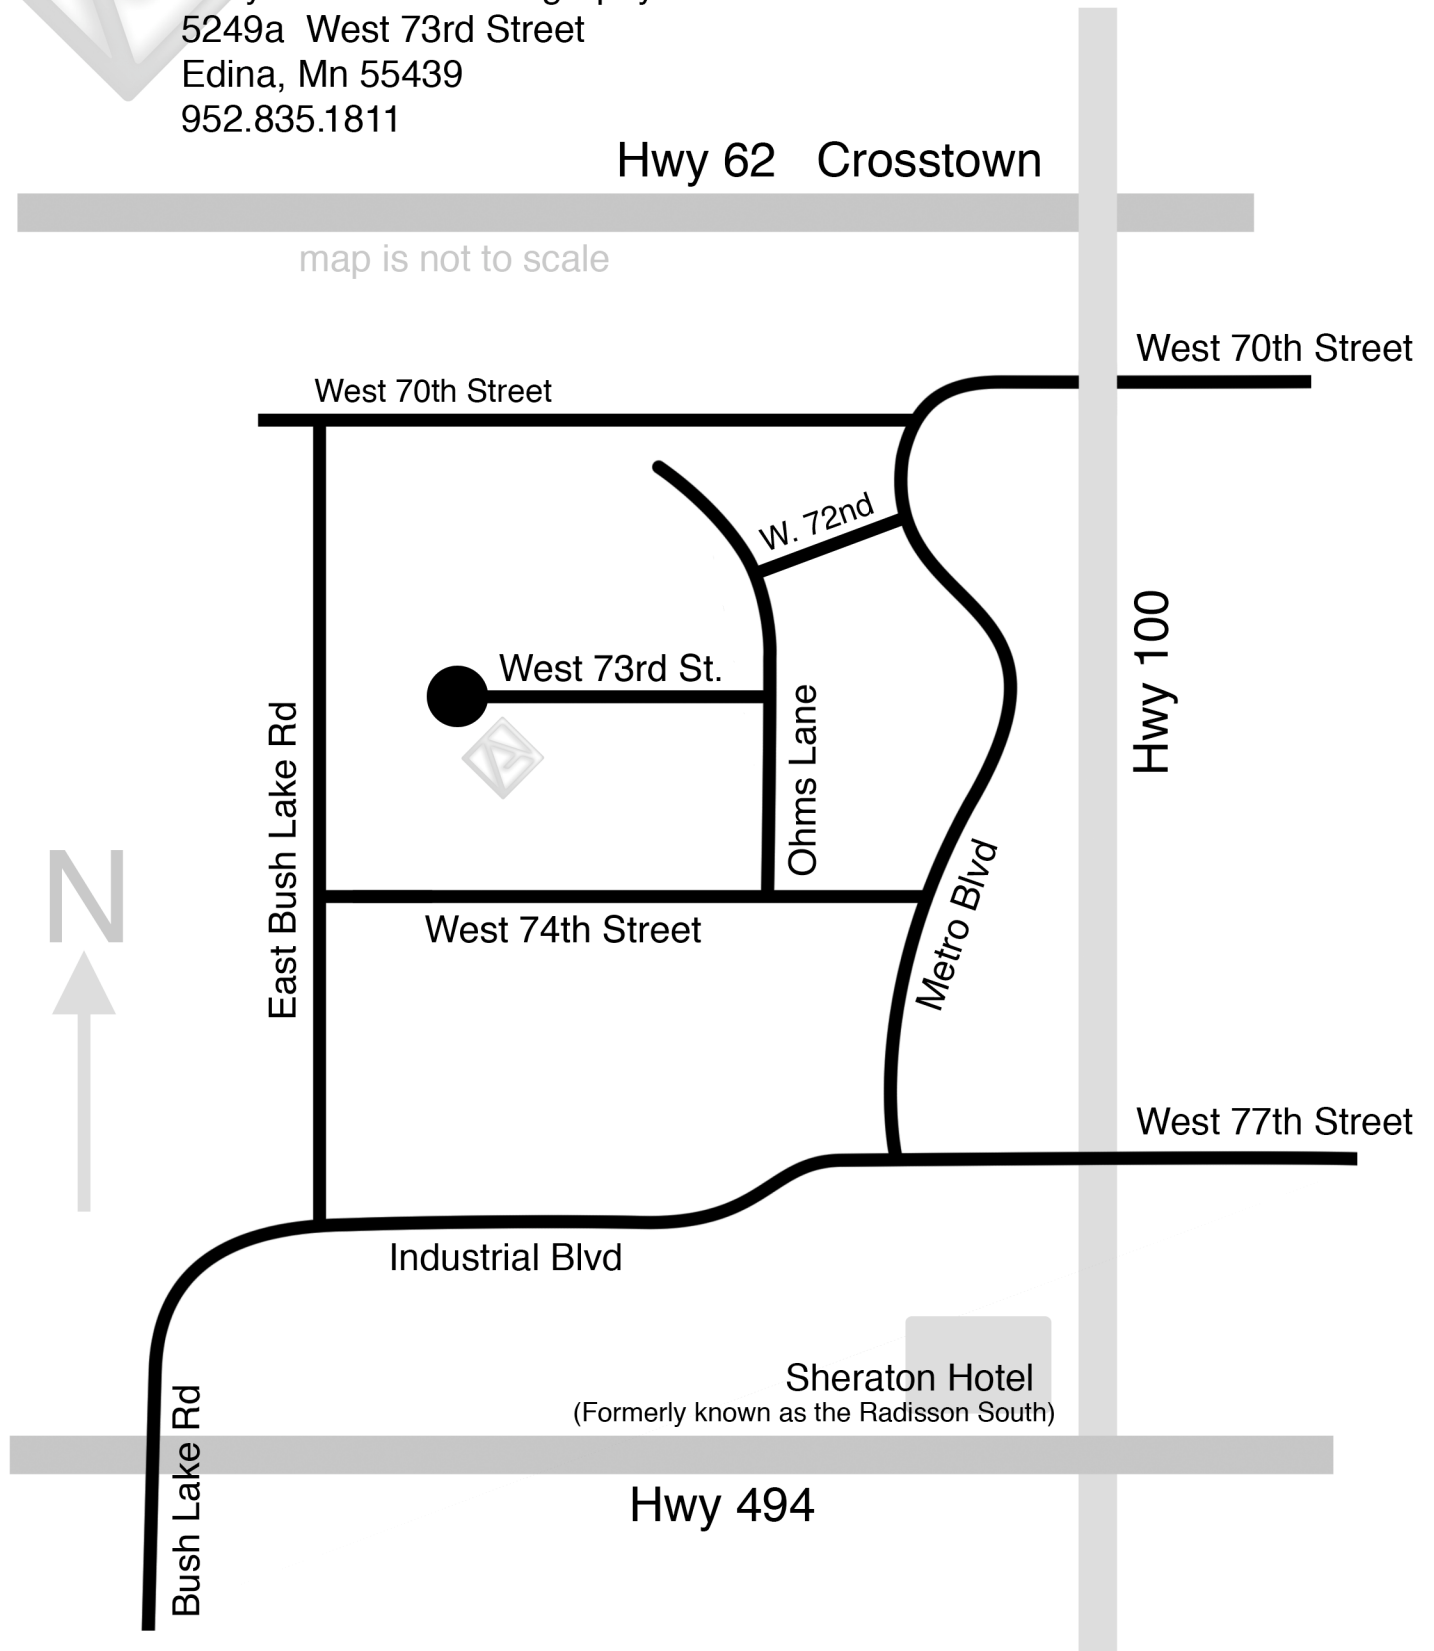 5249a West 73rd Street
Edina, Mn 55439
952.835.1811
Hwy 62 Crosstown
map is not to scale
West 70th Street
West 70th Street
W. 72nd
West 73rd St.
Hwy 100
Ohms Lane
East Bush Lake Rd
N
West 74th Street
Metro Blvd
West 77th Street
Industrial Blvd
Sheraton Hotel
(Formerly known as the Radisson South)
Bush Lake Rd
Hwy 494